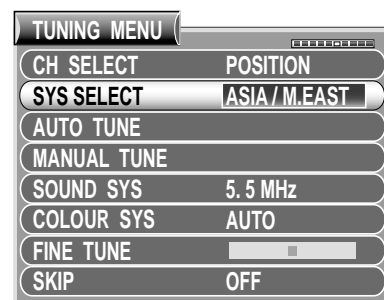 TUNING MENU
CH SELECT POSITION
SYS SELECT ASIA / M.EAST
AUTO TUNE
MANUAL TUNE
SOUND SYS 5. 5 MHz
COLOUR SYS AUTO
FINE TUNE
SKIP OFF